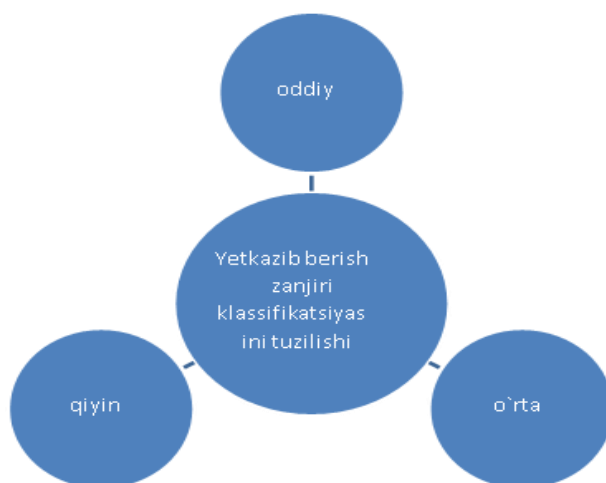 oddiy
Yetkazib berish
zanjiri
klassifikatsiyas
ini tuzilishi
qiyin
o`rta